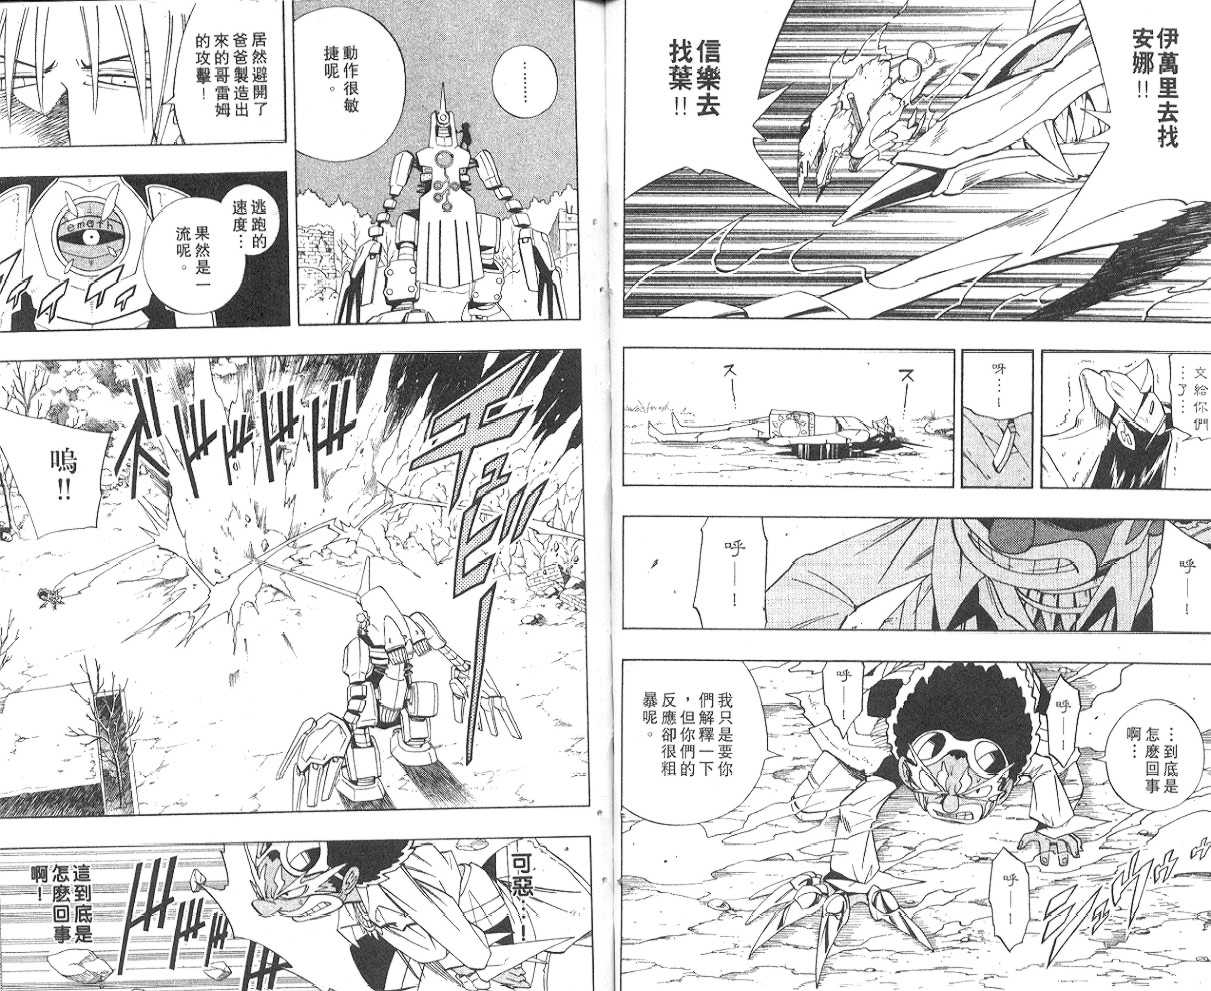 伊萬里去找
安娜!!
信樂去
找葉!!
文給你們
…了…
呀…
スー
スー
呼——!
呼——!
…到底是
怎麼回事
啊…
呼——!
呼——!
呼——!
我只是要你
們解釋一下
，但你們的
反應卻很粗
暴呢。
………
動作很敏
捷呢。
居然避開了
爸爸製造出
來的哥雷姆
的攻擊!
逃跑的
速度…
果然是一
流呢。
emeth
嗚!!
可惡…!
這到底是
怎麼回事
啊!